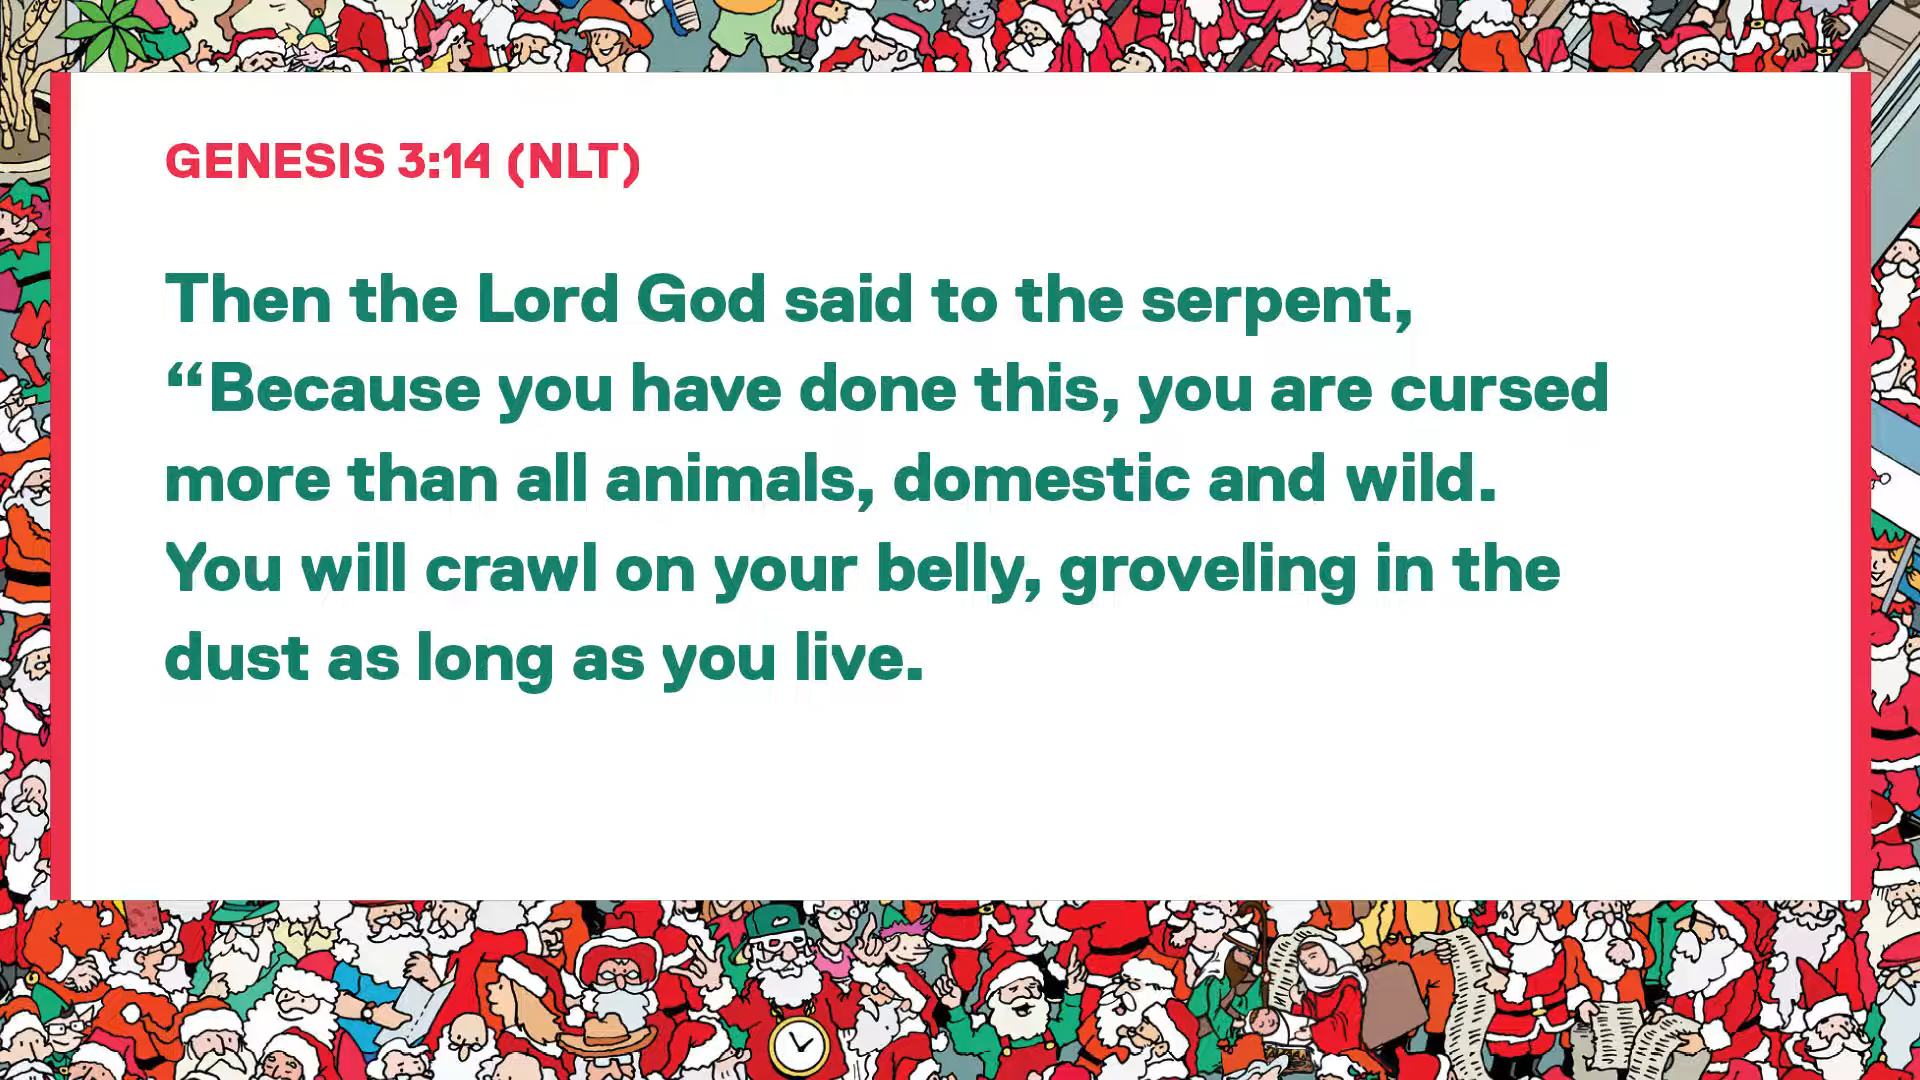 GENESIS 3:14 (NLT)
Then the Lord God said to the serpent,
“Because you have done this, you are cursed
more than all animals, domestic and wild.
You will crawl on your belly, groveling in the
dust as long as you live.